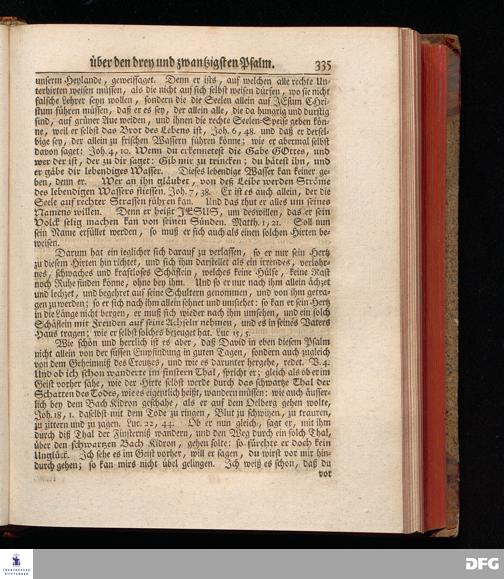 über den drey und zwantzigsten Psalm. 335
unserm Heylande, geweissaget. Denn er ists, auf welchen alle rechte Un-
terhirten weisen müssen, als die nicht auf sich selbst weisen dürfen, wo sie nicht
falsche Lehrer seyn wollen, sondern die die Seelen allein auf JEsum CHri-
stum führen müssen, daß er es sey, der allein alle, die da hungrig und durstig
sind, auf grüner Aue weiden, und ihnen die rechte Seelen-Speise geben kön-
ne, weil er selbst das Brot des Lebens ist, Joh. 6, 48. und daß er dersel-
bige sey, der allein zu frischen Wassern führen könne; wie er abermal selbst
davon saget: Joh. 4, 10. Wenn du erkennetest die Gabe GOttes, und
wer der ist, der zu dir saget: Gib mir zu trincken; du bätest ihn, und
er gäbe dir lebendiges Wasser. Dieses lebendige Wasser kan keiner ge-
ben, denn er. Wer an ihn gläubet, von deß Leibe werden Ströme
des lebendigen Wassers fliessen, Joh. 7, 38. Er ist es auch allein, der die
Seele auf rechter Strassen führen kan. Und das thut er alles um seines
Namens willen. Denn er heißt JESUS, um deswillen, das er sein
Volck selig machen kan von seinen Sünden. Matth. 1, 21. Soll nun
sein Name erfüllet werden, so muß er sich auch als einen solchen Hirten be-
weisen.
Darum hat ein ieglicher sich darauf zu verlassen, so er nur sein Hertz
zu diesem Hirten hin richtet, und sich ihm darstellet als ein irrendes, verlohr-
nes, schwaches und kraftloses Schäflein, welches keine Hülfe, keine Rast
noch Ruhe finden könne, ohne bey ihm. Und so er nur nach ihm allein ächzet
und lechzet, und begehret auf seine Schultern genommen, und von ihm getra-
gen zu werden; so er sich nach ihm allein sehnet und umsiehet: so kan er sein Hertz
in die Länge nicht bergen, er muß sich wieder nach ihm umsehen, und ein solch
Schäflein mit Freuden auf seine Achseln nehmen, und es in seines Vaters
Haus tragen; wie er selbst solches bezeuget hat. Luc 15, 5.
Wie schön und herrlich ist es aber, daß David in eben diesem Psalm
nicht allein von der süssen Empfindung in guten Tagen, sondern auch zugleich
von dem Geheimniß des Creutzes, und wie es darunter hergehe, redet. V. 4.
Und ob ich schon wanderte im finstern Thal, spricht er; gleich als ob er im
Geist vorher sähe, wie der Hirte selbst werde durch das schwartze Thal der
Schatten des Todes, wie es eigentlich heißt, wandern müssen: wie auch äusser-
lich bey dem Bach Kidron geschahe, als er auf dem Oelberg gehen wolte,
Joh. 18, 1. daselbst mit dem Tode zu ringen, Blut zu schwitzen, zu trauren,
zu zittern und zu zagen. Luc. 22, 44. Ob er nun gleich, sagt er, mit ihm
durch diß Thal der Finsterniß wandern, und den Weg durch ein solch Thal,
über den schwartzen Bach Kidron, gehen solte: so fürchte er doch kein
Unglück. Ich sehe es im Geist vorher, will er sagen, du wirst vor mir hin-
durch gehen; so kan mirs nicht übel gelingen. Ich weiß es schon, daß du
vor
FRANCKESCHE STIFTUNGEN
DFG